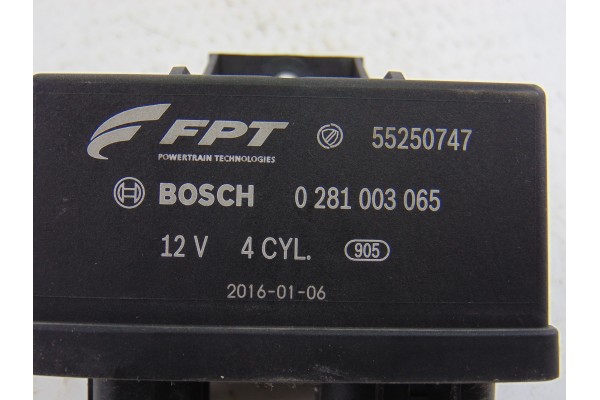 FPT 55250747
POWERTRAIN TECHNOLOGIES
BOSCH 0 281 003 065
12 V 4 CYL. 905
2016-01-06